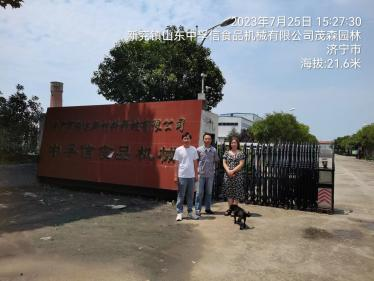 2023年7月25日 15:27:30
新兖镇山东中孚信食品机械有限公司茂森园林
济宁市
海拔:21.6米
中孚信食品机械